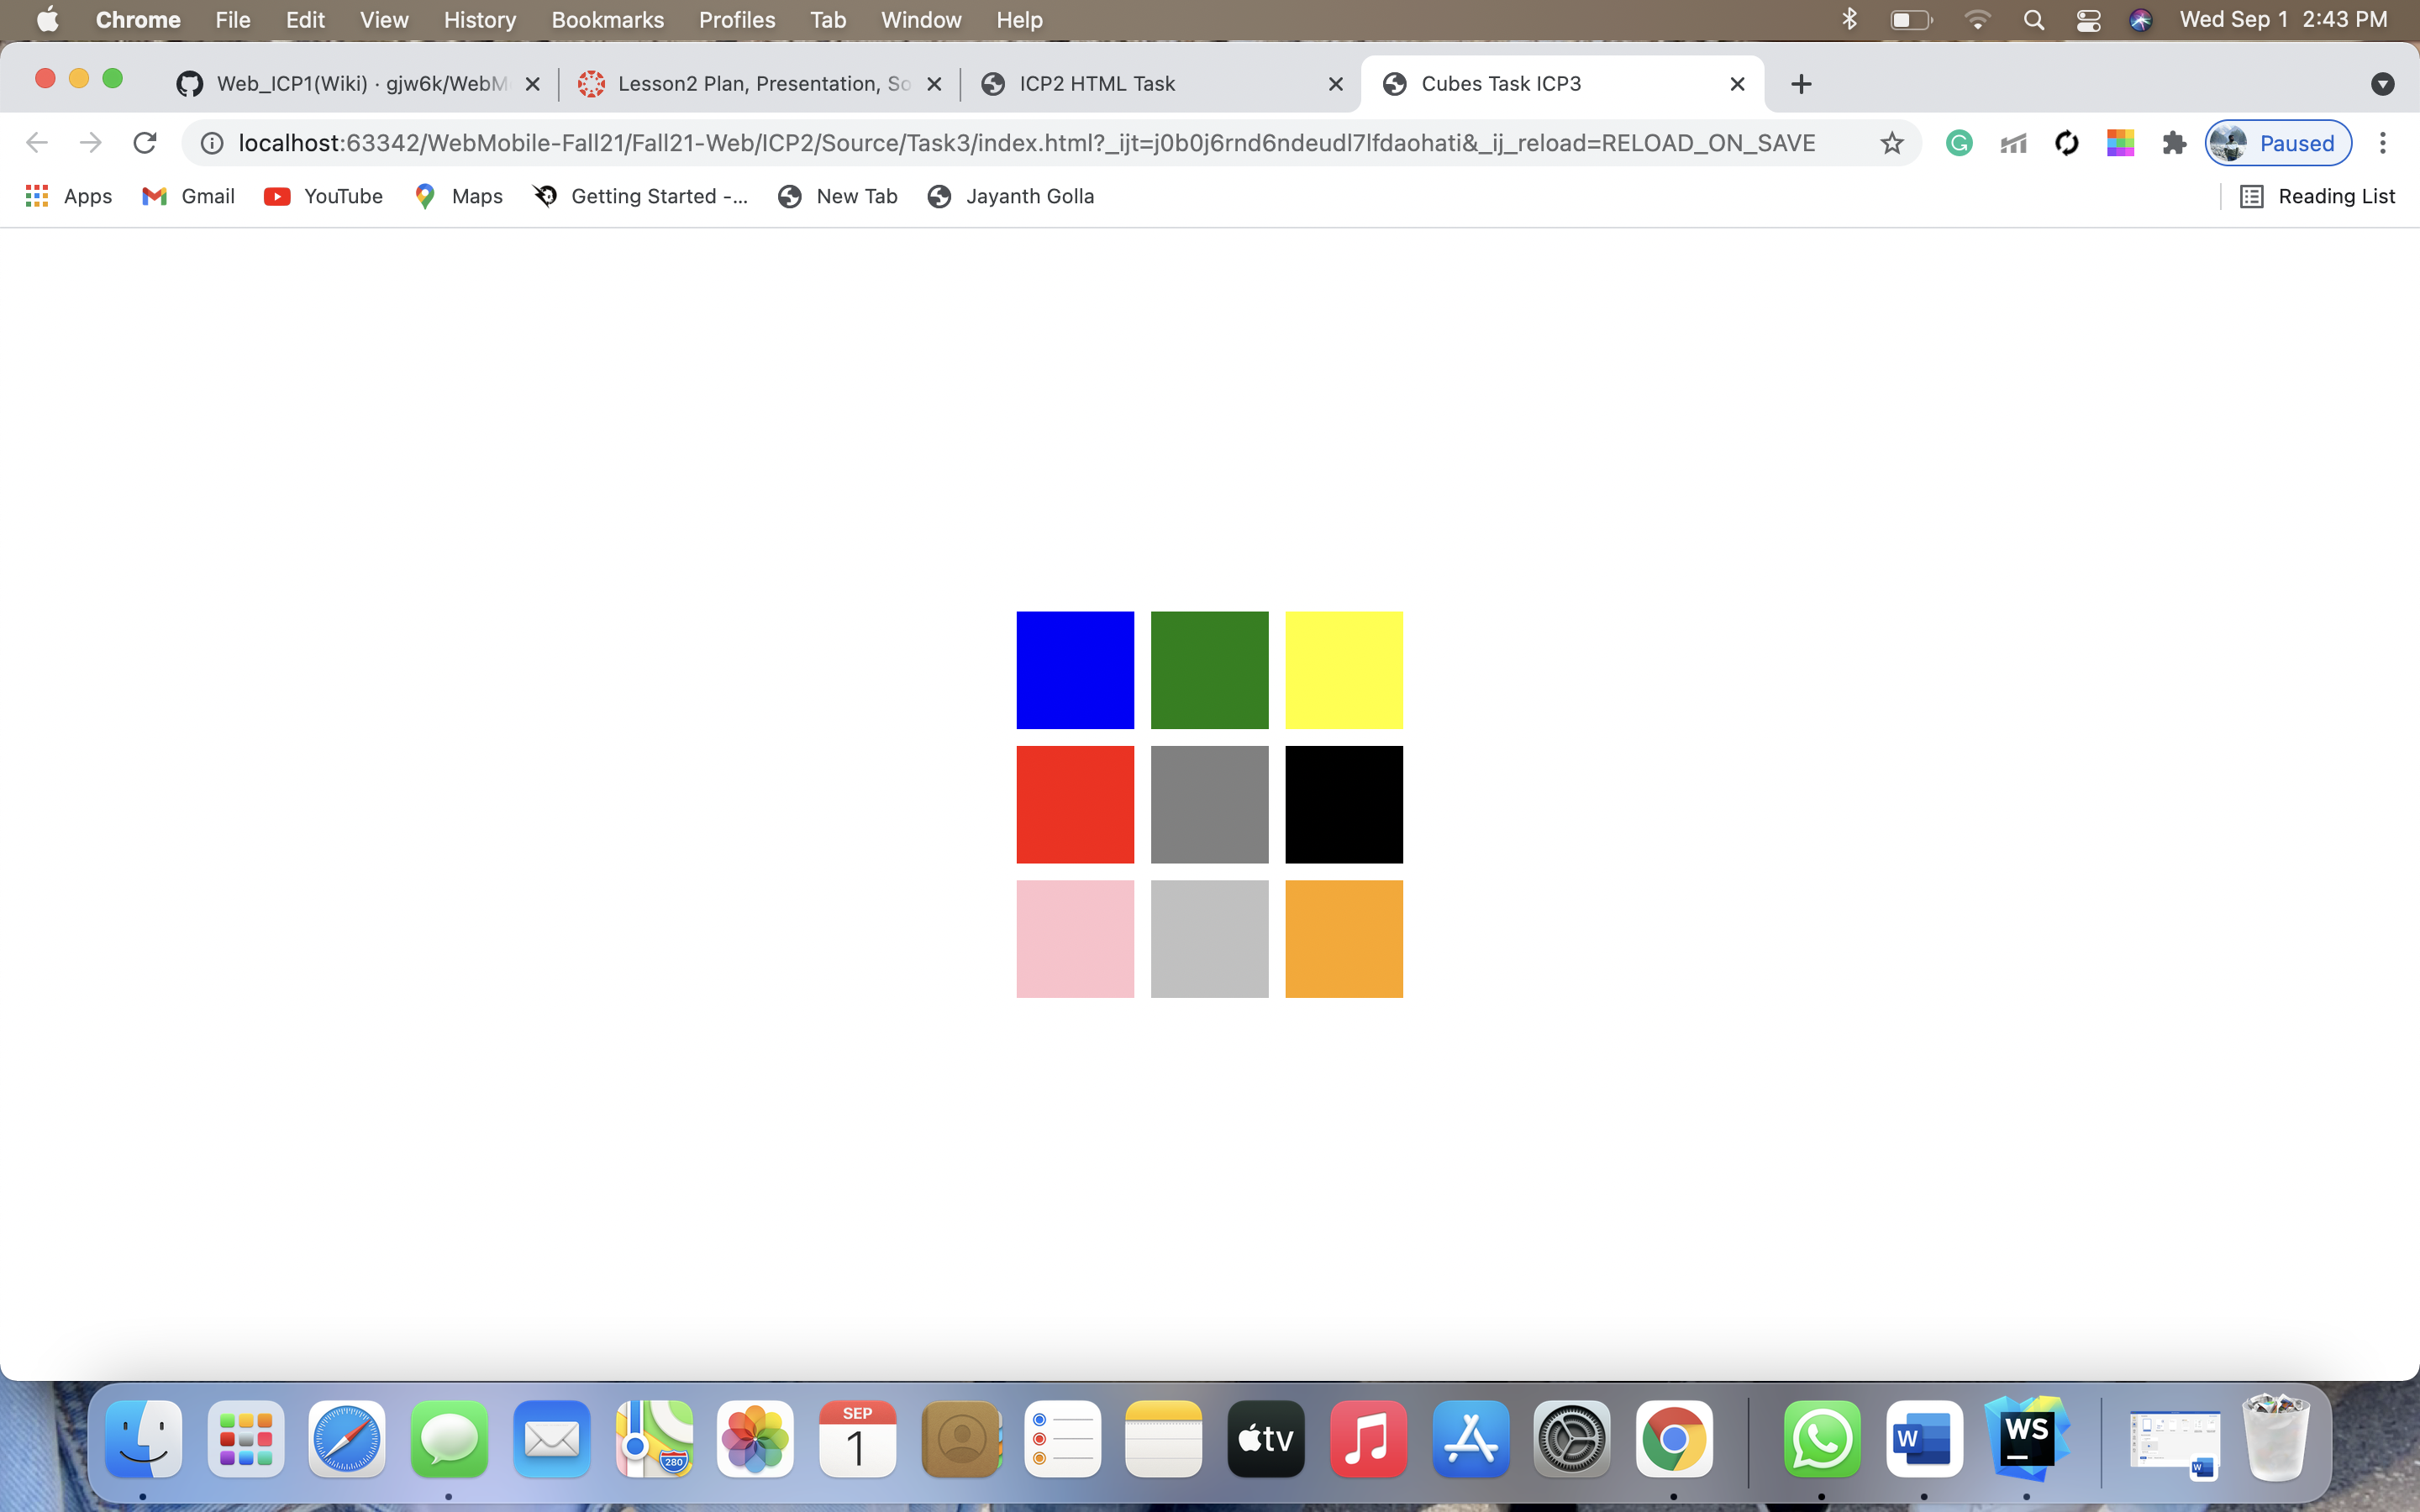 Chrome File Edit View History Bookmarks Profiles Tab Window Help Wed Sep 1 2:43 PM
Web_ICP1(Wiki) · gjw6k/WebM Lesson2 Plan, Presentation, So ICP2 HTML Task Cubes Task ICP3
localhost:63342/WebMobile-Fall21/Fall21-Web/ICP2/Source/Task3/index.html?_ijt=j0b0j6rnd6ndeudl7lfdaohati&_ij_reload=RELOAD_ON_SAVE Paused
Apps Gmail YouTube Maps Getting Started -... New Tab Jayanth Golla Reading List
280 SEP 1 tv W WS W